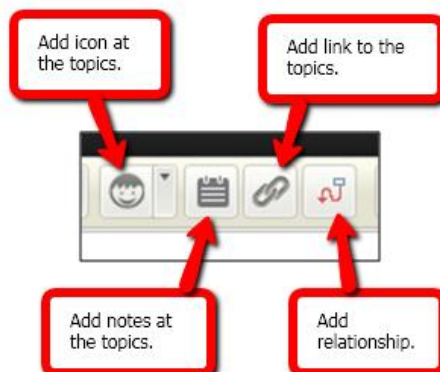 Add icon at
the topics.
Add link to the
topics.
Add notes at
the topics.
Add
relationship.